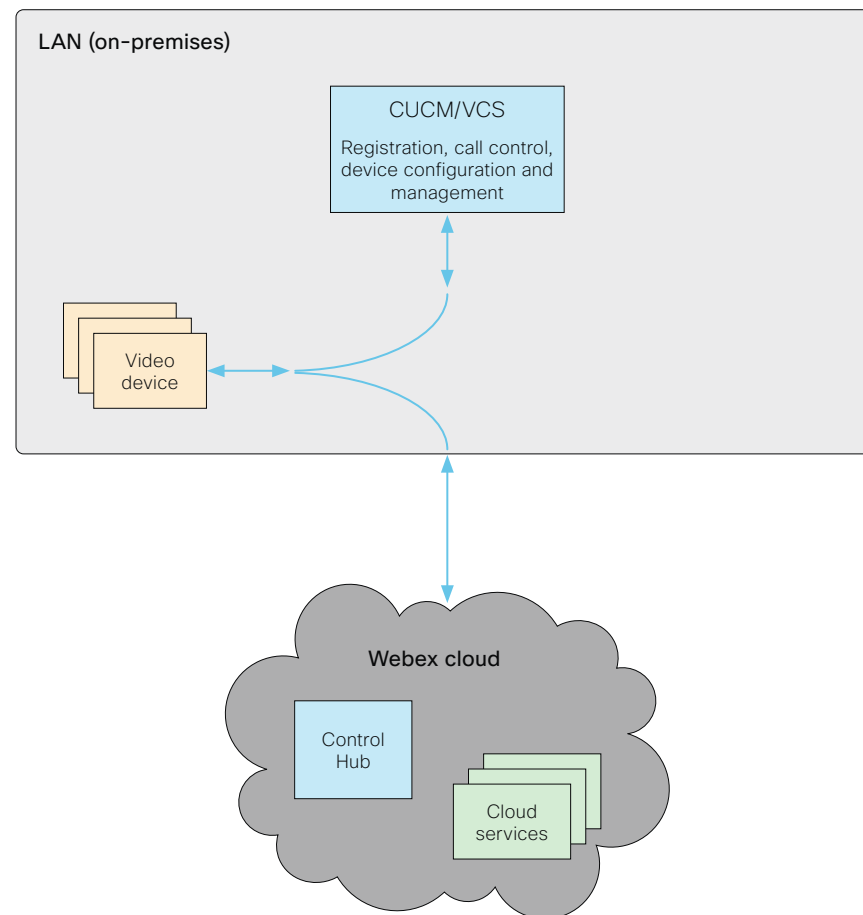 LAN (on-premises)
CUCM/VCS
Registration, call control,
device configuration and
management
Video
device
Webex cloud
Control
Hub
Cloud
services